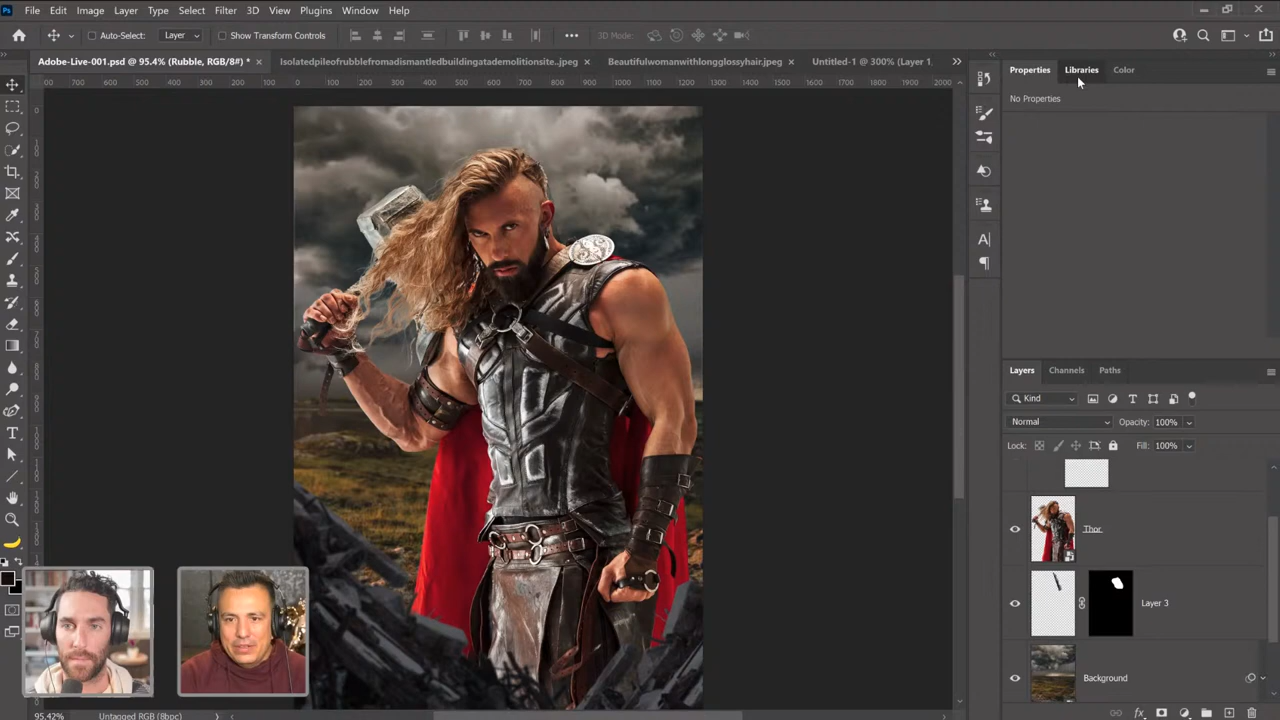 File Edit Image Layer Type Select Filter 3D View Plugins Window Help
Auto-Select: Layer Show Transform Controls 3D Mode:
Adobe-Live-001.psd @ 95.4% (Rubble, RGB/8#) * Isolatedpileofrubblefromadismantledbuildingatademolitionsite..jpeg Beautifulwomanwithlongglossyhair.jpeg Untitled-1 @ 300% (Layer 1,
Properties Libraries Color
No Properties
Layers Channels Paths
Kind
Normal Opacity: 100%
Lock: Fill: 100%
Thor
Layer 3
Background
95.42% Untagged RGB (8bpc)